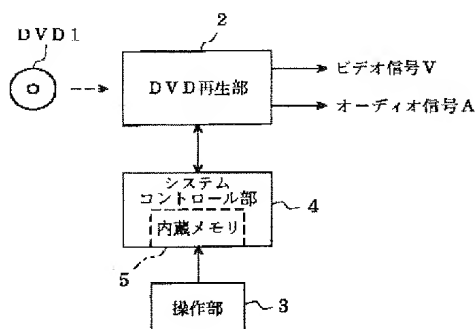 DVD1
2
DVD再生部
ビデオ信号V
オーディオ信号A
システム
コントロール部
4
内蔵メモリ
5
操作部
3